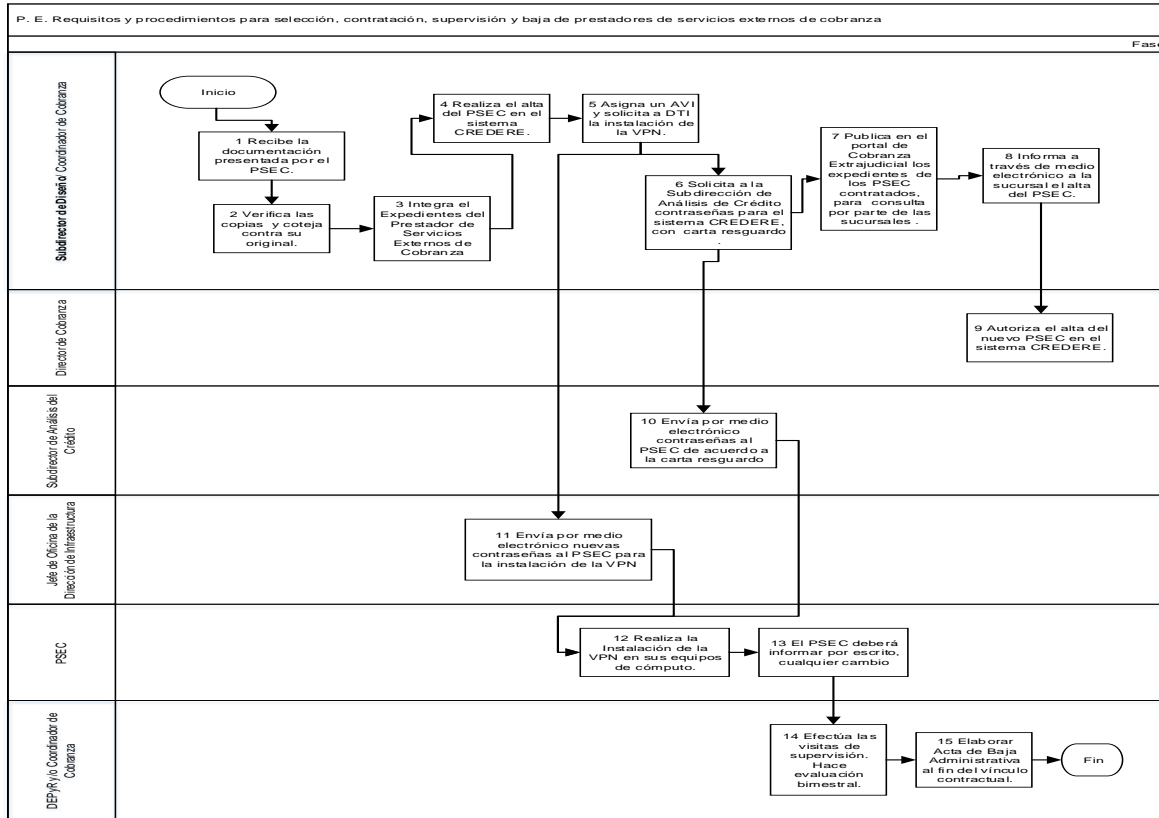 P. E. Requisitos y procedimientos para selección, contratación, supervisión y baja de prestadores de servicios externos de cobranza
Fase
Subdirector de Diseño/ Coordinador de Cobranza
Inicio
1 Recibe la
documentación
presentada por el
PSEC.
2 Verifica las
copias y coteja
contra su
original.
3 Integra el
Expedientes del
Prestador de
Servicios
Externos de
Cobranza
4 Realiza el alta
del PSEC en el
sistema
CREDERE.
5 Asigna un AVI
y solicita a DTI
la instalación de
la VPN.
6 Solicita a la
Subdirección de
Análisis de Crédito
contraseñas para el
sistema CREDERE,
con carta resguardo
.
7 Publica en el
portal de
Cobranza
Extrajudicial los
expedientes de
los PSEC
contratados,
para consulta
por parte de las
sucursales .
8 Informa a
través de medio
electrónico a la
sucursal el alta
del PSEC.
Director de Cobranza
9 Autoriza el alta del
nuevo PSEC en el
sistema CREDERE.
Subdirector de Análisis del
Crédito
10 Envía por medio
electrónico
contraseñas al
PSEC de acuerdo a
la carta resguardo
Jefe de Oficina de la
Dirección de Infraestructura
11 Envía por medio
electrónico nuevas
contraseñas al PSEC para
la instalación de la VPN
PSEC
12 Realiza la
Instalación de la
VPN en sus equipos
de cómputo.
13 El PSEC deberá
informar por escrito,
cualquier cambio
DEPyR y/o Coordinador de
Cobranza
14 Efectúa las
visitas de
supervisión.
Hace
evaluación
bimestral.
15 Elaborar
Acta de Baja
Administrativa
al fin del vínculo
contractual.
Fin